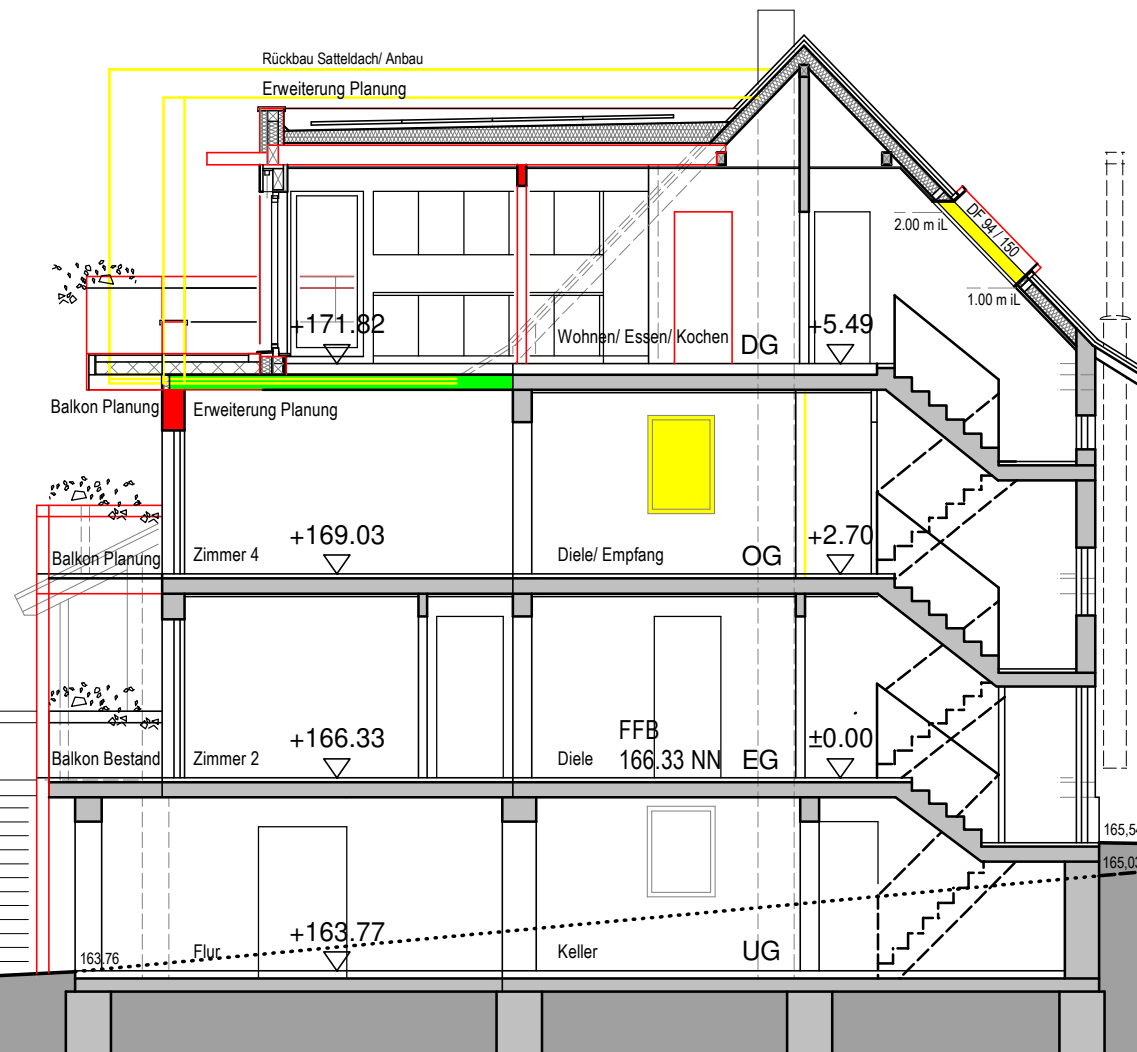 Rückbau Satteldach/ Anbau
Erweiterung Planung
DF 94 / 150
2.00 m iL
1.00 m iL
+171.82
Wohnen/ Essen/ Kochen
DG
+5.49
Balkon Planung
Erweiterung Planung
Balkon Planung
Zimmer 4
+169.03
Diele/ Empfang
OG
+2.70
Balkon Bestand
Zimmer 2
+166.33
Diele
FFB
166.33 NN
EG
±0.00
165,54
165,03
163.76
Flur
+163.77
Keller
UG